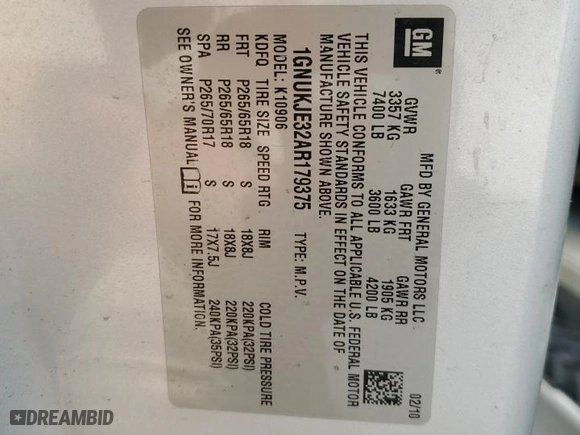 GM
MFD BY GENERAL MOTORS LLC
02/10
GVWR GAWR FRT GAWR RR
3357 KG 1633 KG 1905 KG
7400 LB 3600 LB 4200 LB
THIS VEHICLE CONFORMS TO ALL APPLICABLE U.S. FEDERAL MOTOR
VEHICLE SAFETY STANDARDS IN EFFECT ON THE DATE OF
MANUFACTURE SHOWN ABOVE.
1GNUKJE32AR179375 TYPE: M.P.V.
MODEL: K10906
KDFQ TIRE SIZE SPEED RTG RIM COLD TIRE PRESSURE
FRT P265/65R18 S 18X8J 220KPA(32PSI)
RR P265/65R18 S 18X8J 220KPA(32PSI)
SPA P265/70R17 S 17X7.5J 240KPA(35PSI)
SEE OWNER'S MANUAL FOR MORE INFORMATION.
DREAMBID